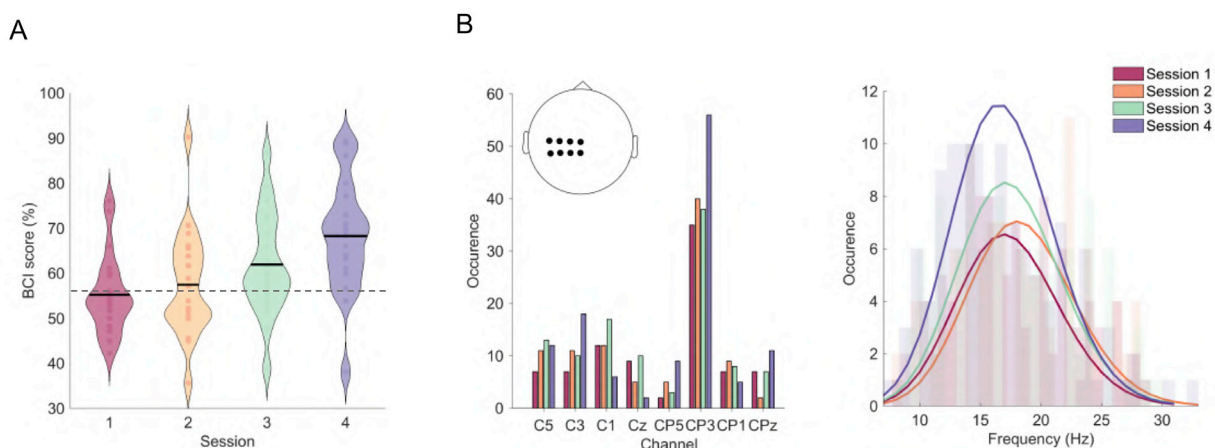 A
B
100
90
80
70
60
50
40
30
BCI score (%)
1 2 3 4
Session
60
50
40
30
20
10
0
C5 C3 C1 Cz CP5 CP3 CP1 CPz
Channel
Session 1
Session 2
Session 3
Session 4
12
10
8
6
4
2
0
Occurence
10 15 20 25 30
Frequency (Hz)